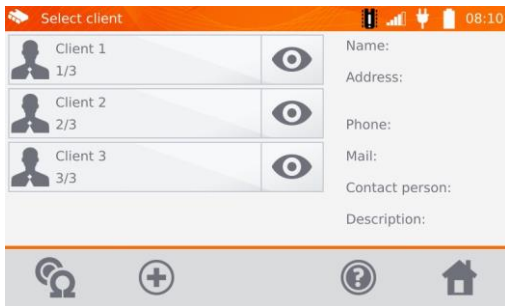 Select client
08:10
Client 1
1/3
Client 2
2/3
Client 3
3/3
Name:
Address:
Phone:
Mail:
Contact person:
Description: